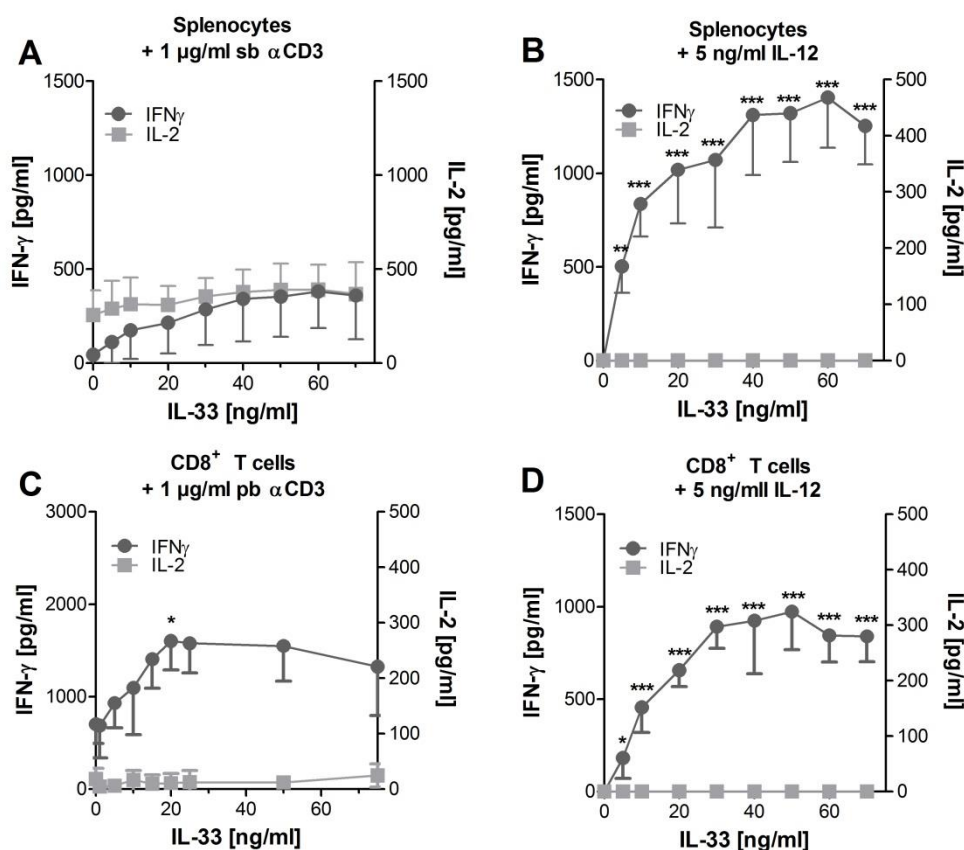 A
Splenocytes
+ 1 µg/ml sb αCD3
IFNγ
IL-2
IFN-γ [pg/ml]
1500
1000
500
0
1500
1000
500
0
IL-2 [pg/ml]
0 20 40 60
IL-33 [ng/ml]
B
Splenocytes
+ 5 ng/ml IL-12
IFNγ
IL-2
IFN-γ [pg/ml]
1500
1000
500
0
** *** *** *** *** *** *** ***
500
400
300
200
100
0
IL-2 [pg/ml]
0 20 40 60
IL-33 [ng/ml]
C
CD8+ T cells
+ 1 µg/ml pb αCD3
IFNγ
IL-2
IFN-γ [pg/ml]
3000
2000
1000
0
*
500
400
300
200
100
0
IL-2 [pg/ml]
0 20 40 60
IL-33 [ng/ml]
D
CD8+ T cells
+ 5 ng/mll IL-12
IFNγ
IL-2
IFN-γ [pg/ml]
1500
1000
500
0
* *** *** *** *** *** *** ***
500
400
300
200
100
0
IL-2 [pg/ml]
0 20 40 60
IL-33 [ng/ml]